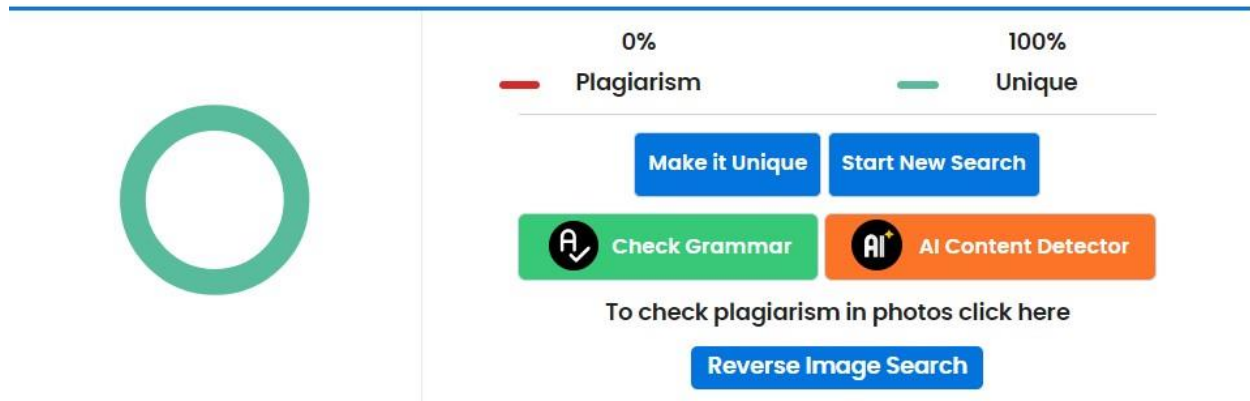 0% 100%
Plagiarism Unique
Make it Unique Start New Search
Check Grammar AI Content Detector
To check plagiarism in photos click here
Reverse Image Search